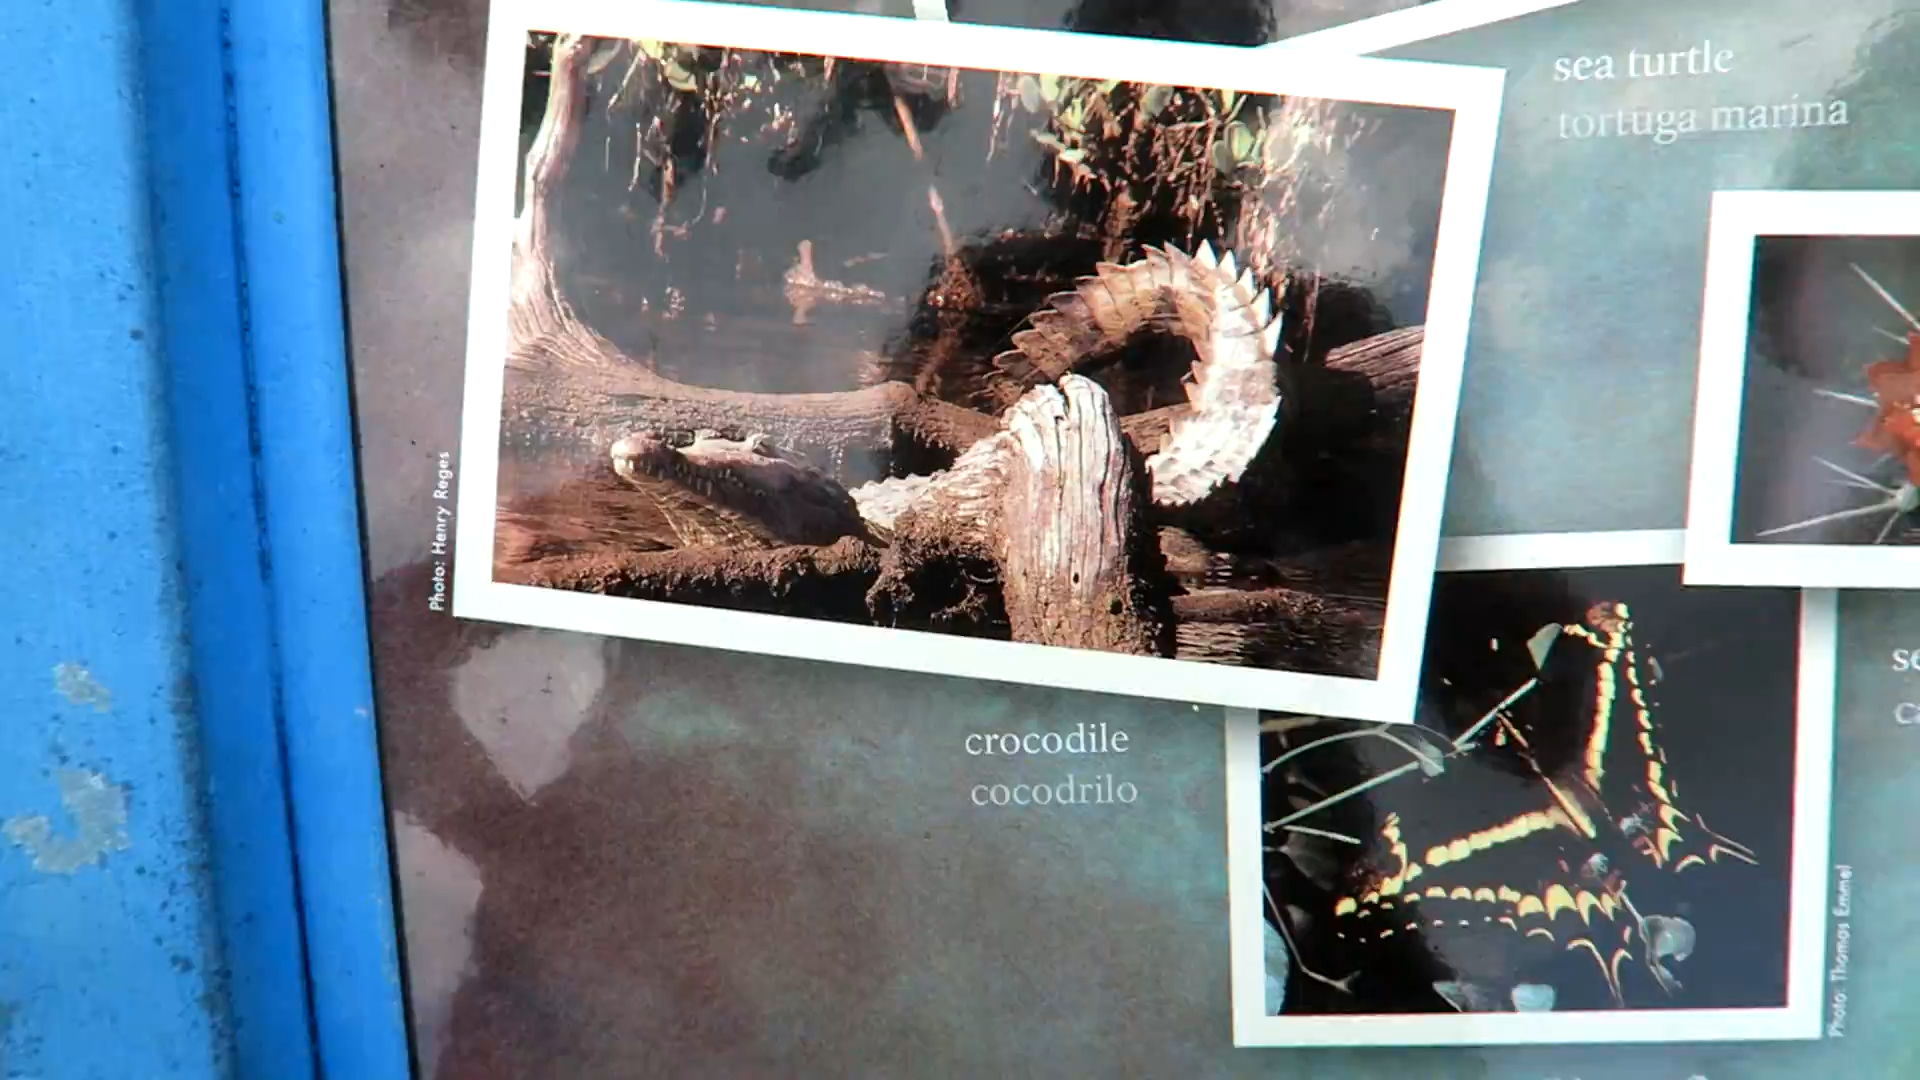 sea turtle
tortuga marina
Photo: Henry Reges
crocodile
cocodrilo
Photo: Thomas Emmel